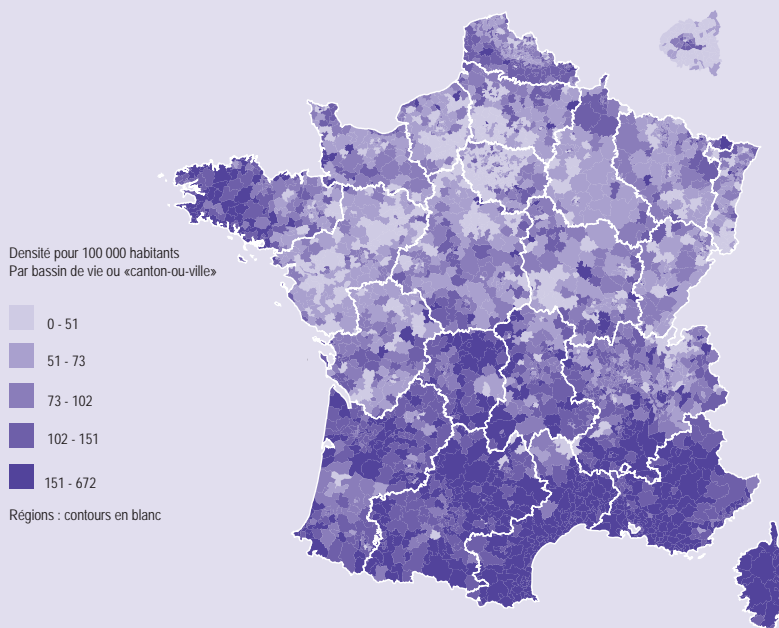 Densité pour 100 000 habitants
Par bassin de vie ou «canton-ou-ville»
0 - 51
51 - 73
73 - 102
102 - 151
151 - 672
Régions : contours en blanc